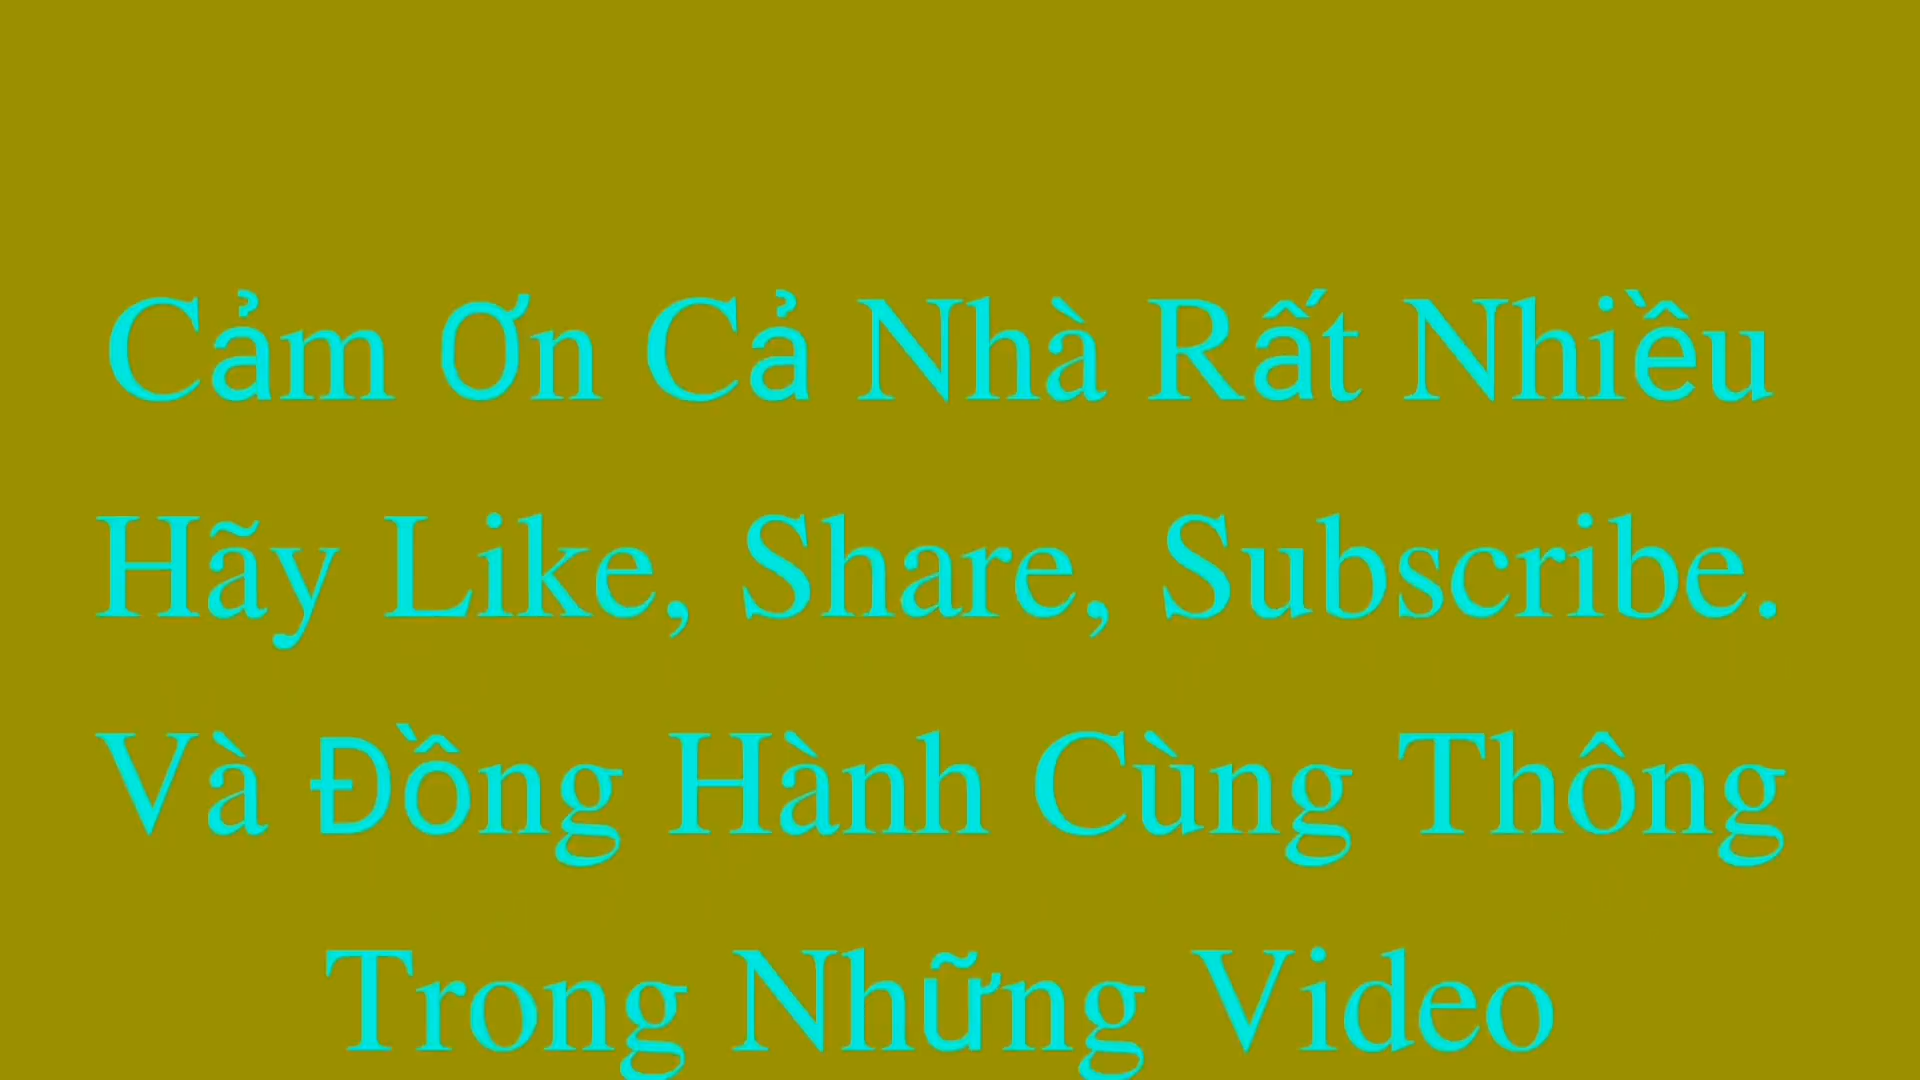 Cảm Ơn Cả Nhà Rất Nhiều
Hãy Like, Share, Subscribe.
Và Đồng Hành Cùng Thông
Trong Những Video